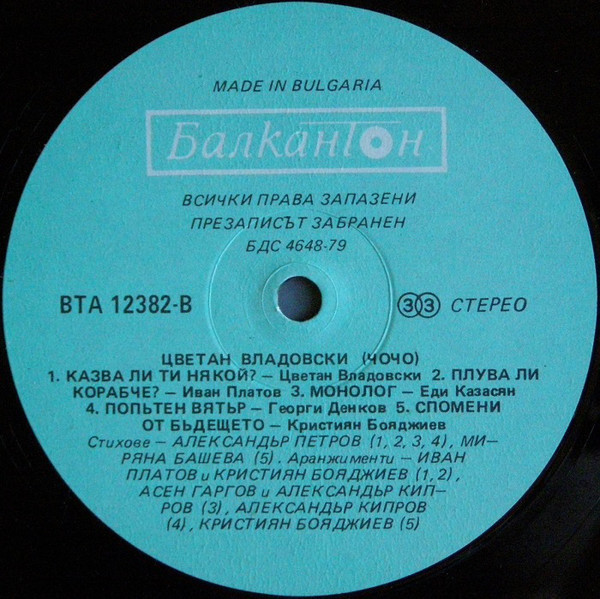 MADE IN BULGARIA
Балкантон
ВСИЧКИ ПРАВА ЗАПАЗЕНИ
ПРЕЗАПИСЪТ ЗАБРАНЕН
БДС 4648-79
ВТА 12382-В
33 СТЕРЕО
ЦВЕТАН ВЛАДОВСКИ (ЧОЧО)
1. КАЗВА ЛИ ТИ НЯКОЙ? — Цветан Владовски 2. ПЛУВА ЛИ
КОРАБЧЕ? — Иван Платов 3. МОНОЛОГ — Еди Казасян
4. ПОПЬТЕН ВЯТЪР — Георги Денков 5. СПОМЕНИ
ОТ БЪДЕЩЕТО — Кристиян Бояджиев
Стихове — АЛЕКСАНДЪР ПЕТРОВ (1, 2, 3, 4), МИ-
РЯНА БАШЕВА (5). Аранжименти — ИВАН
ПЛАТОВ и КРИСТИЯН БОЯДЖИЕВ (1, 2),
АСЕН ГАРГОВ и АЛЕКСАНДЪР КИП-
РОВ (3), АЛЕКСАНДЪР КИПРОВ
(4), КРИСТИЯН БОЯДЖИЕВ (5)